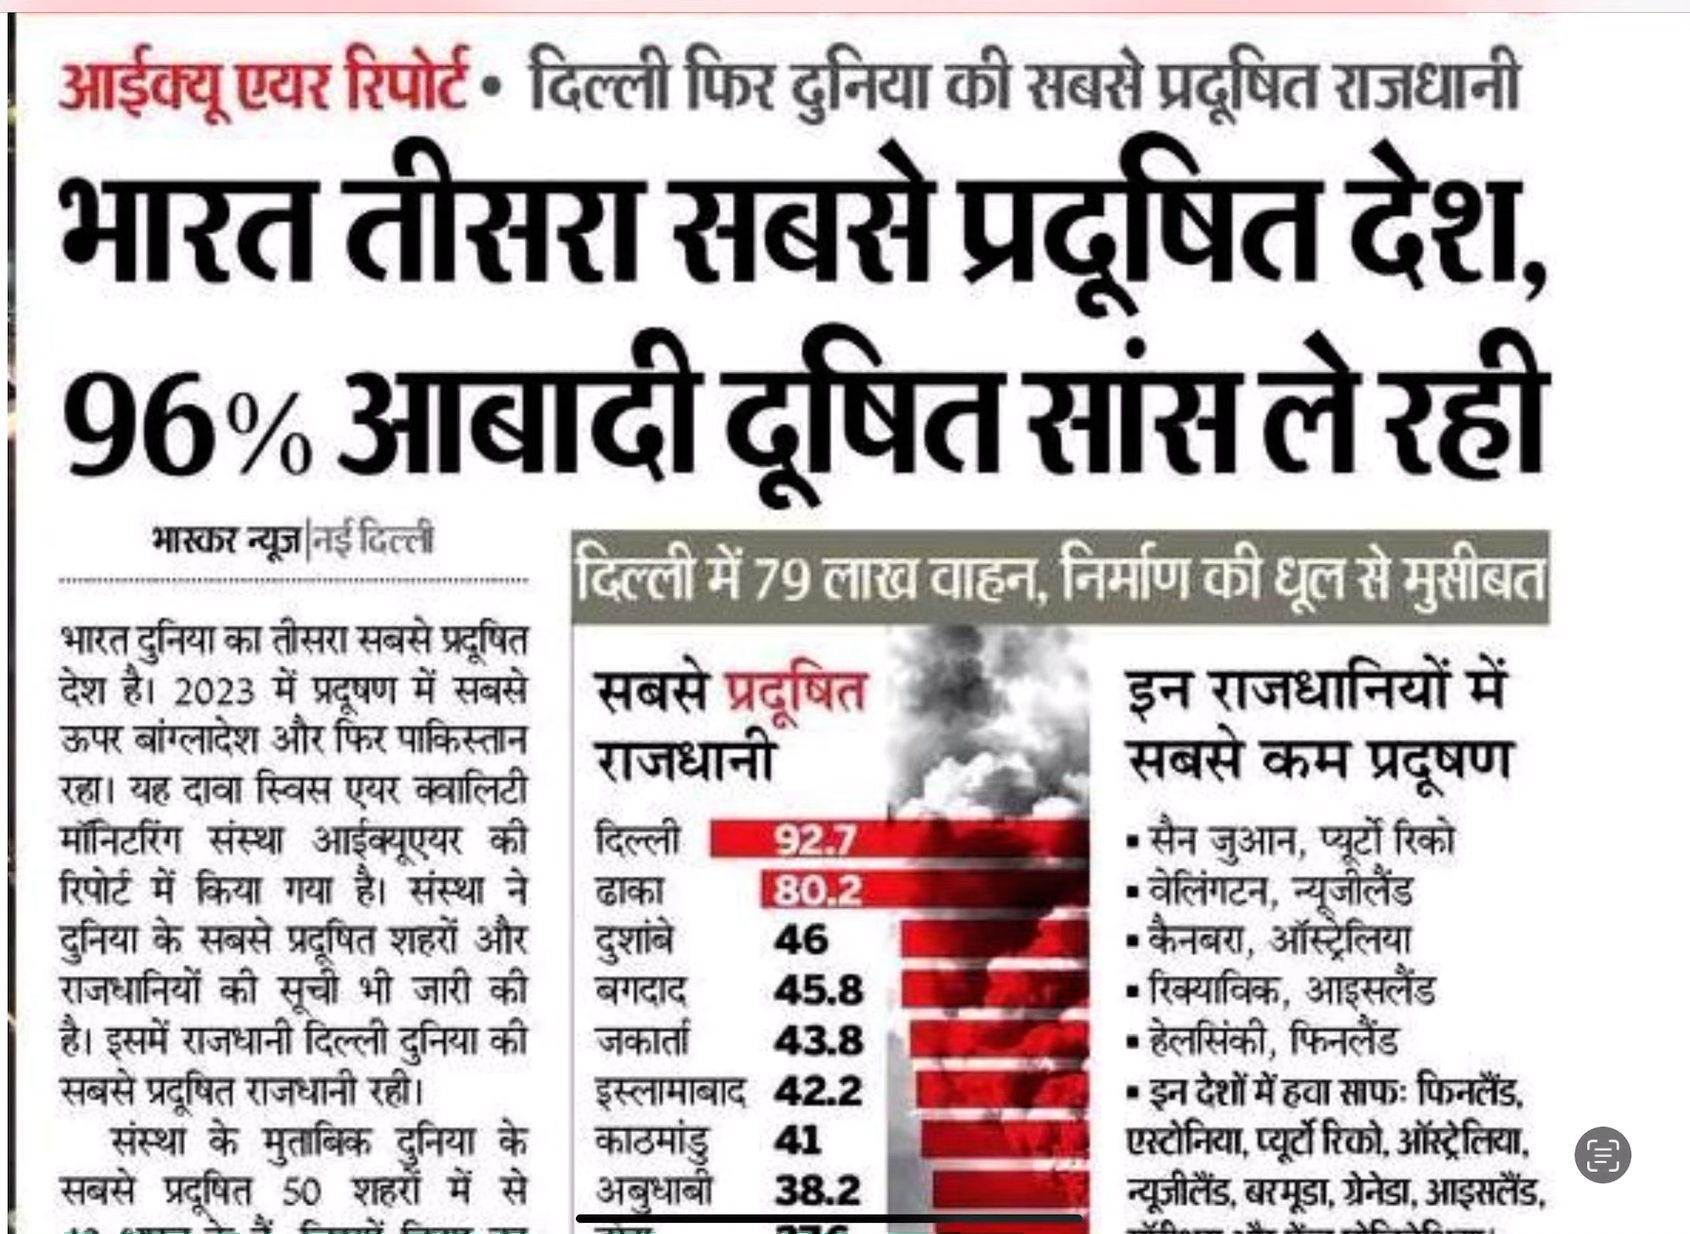 आईक्यू एयर रिपोर्ट • दिल्ली फिर दुनिया की सबसे प्रदूषित राजधानी
भारत तीसरा सबसे प्रदूषित देश,
96% आबादी दूषित सांस ले रही
भास्कर न्यूज|नई दिल्ली
भारत दुनिया का तीसरा सबसे प्रदूषित
देश है। 2023 में प्रदूषण में सबसे
ऊपर बांग्लादेश और फिर पाकिस्तान
रहा। यह दावा स्विस एयर क्वालिटी
मॉनिटरिंग संस्था आईक्यूएयर की
रिपोर्ट में किया गया है। संस्था ने
दुनिया के सबसे प्रदूषित शहरों और
राजधानियों की सूची भी जारी की
है। इसमें राजधानी दिल्ली दुनिया की
सबसे प्रदूषित राजधानी रही।
संस्था के मुताबिक दुनिया के
सबसे प्रदूषित 50 शहरों में से
दिल्ली में 79 लाख वाहन, निर्माण की धूल से मुसीबत
सबसे प्रदूषित
राजधानी
दिल्ली 92.7
ढाका 80.2
दुशांबे 46
बगदाद 45.8
जकार्ता 43.8
इस्लामाबाद 42.2
काठमांडु 41
अबुधाबी 38.2
इन राजधानियों में
सबसे कम प्रदूषण
▪ सैन जुआन, प्यूर्टो रिको
▪ वेलिंगटन, न्यूजीलैंड
▪ कैनबरा, ऑस्ट्रेलिया
▪ रिक्याविक, आइसलैंड
▪ हेलसिंकी, फिनलैंड
▪ इन देशों में हवा साफः फिनलैंड,
एस्टोनिया, प्यूर्टो रिको, ऑस्ट्रेलिया,
न्यूजीलैंड, बरमूडा, ग्रेनेडा, आइसलैंड,